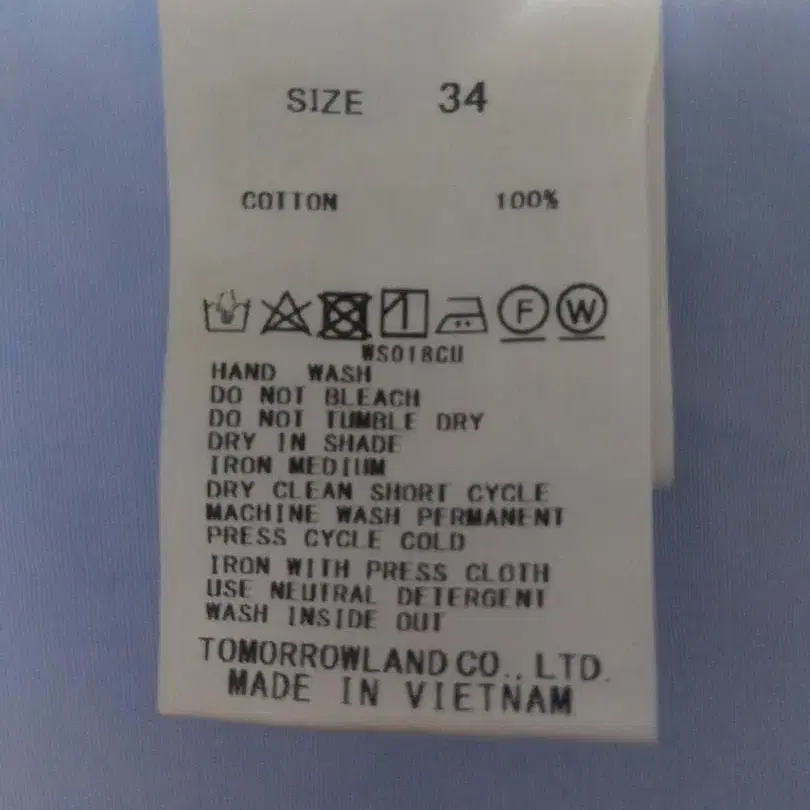 SIZE 34
COTTON 100%
F W
WS018CU
HAND WASH
DO NOT BLEACH
DO NOT TUMBLE DRY
DRY IN SHADE
IRON MEDIUM
DRY CLEAN SHORT CYCLE
MACHINE WASH PERMANENT
PRESS CYCLE COLD
IRON WITH PRESS CLOTH
USE NEUTRAL DETERGENT
WASH INSIDE OUT
TOMORROWLAND CO., LTD.
MADE IN VIETNAM